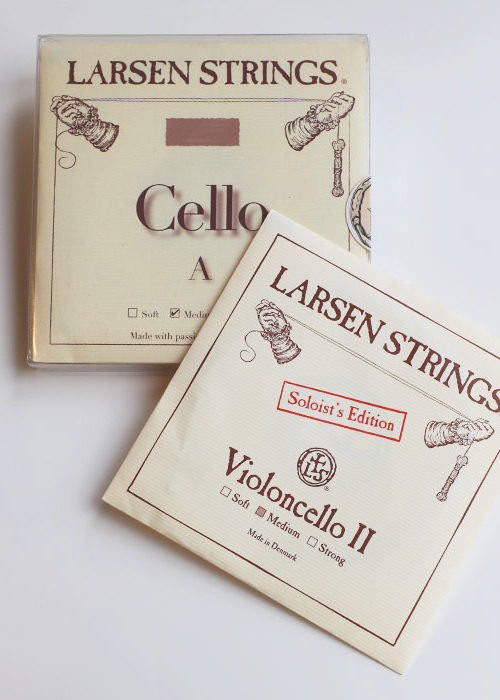 LARSEN STRINGS®
Cello
A
☐ Soft ☑
Made with
LARSEN STRINGS
Soloist's Edition
LS
®
Violoncello II
☐ Soft ■ Medium ☐ Strong
Made in Denmark